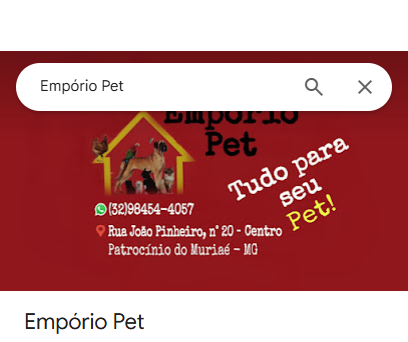 Empório Pet
Empório
Pet
Tudo para
seu
Pet!
(32)98454-4057
Rua João Pinheiro, nº 20 - Centro
Patrocínio do Muriaé - MG
Empório Pet